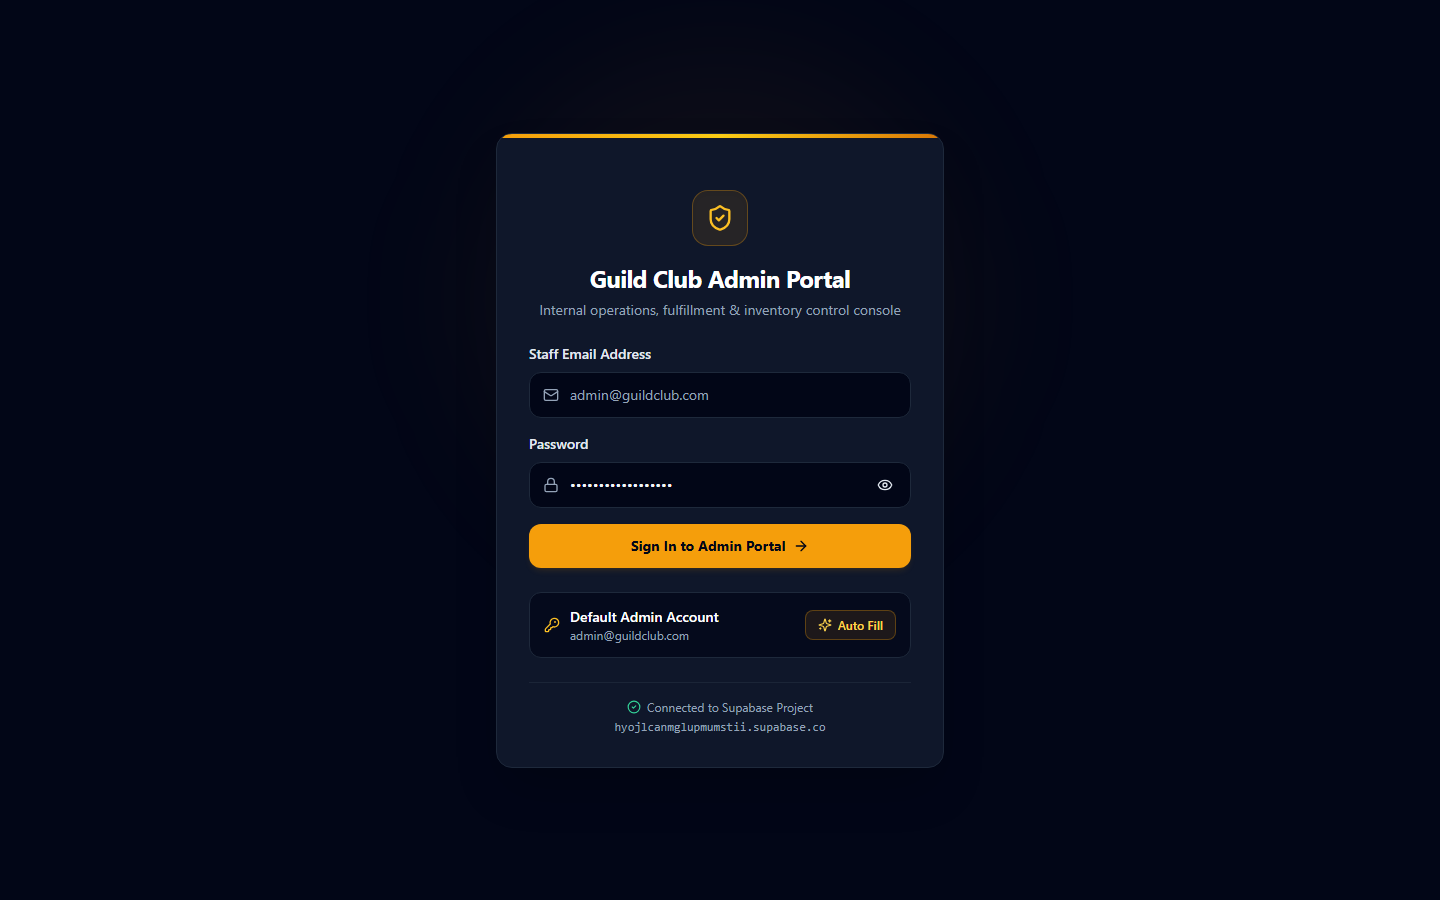 Guild Club Admin Portal
Internal operations, fulfillment & inventory control console
Staff Email Address
admin@guildclub.com
Password
••••••••••••••••••
Sign In to Admin Portal →
Default Admin Account
admin@guildclub.com
Auto Fill
Connected to Supabase Project
hyojlcanmglupmumstii.supabase.co